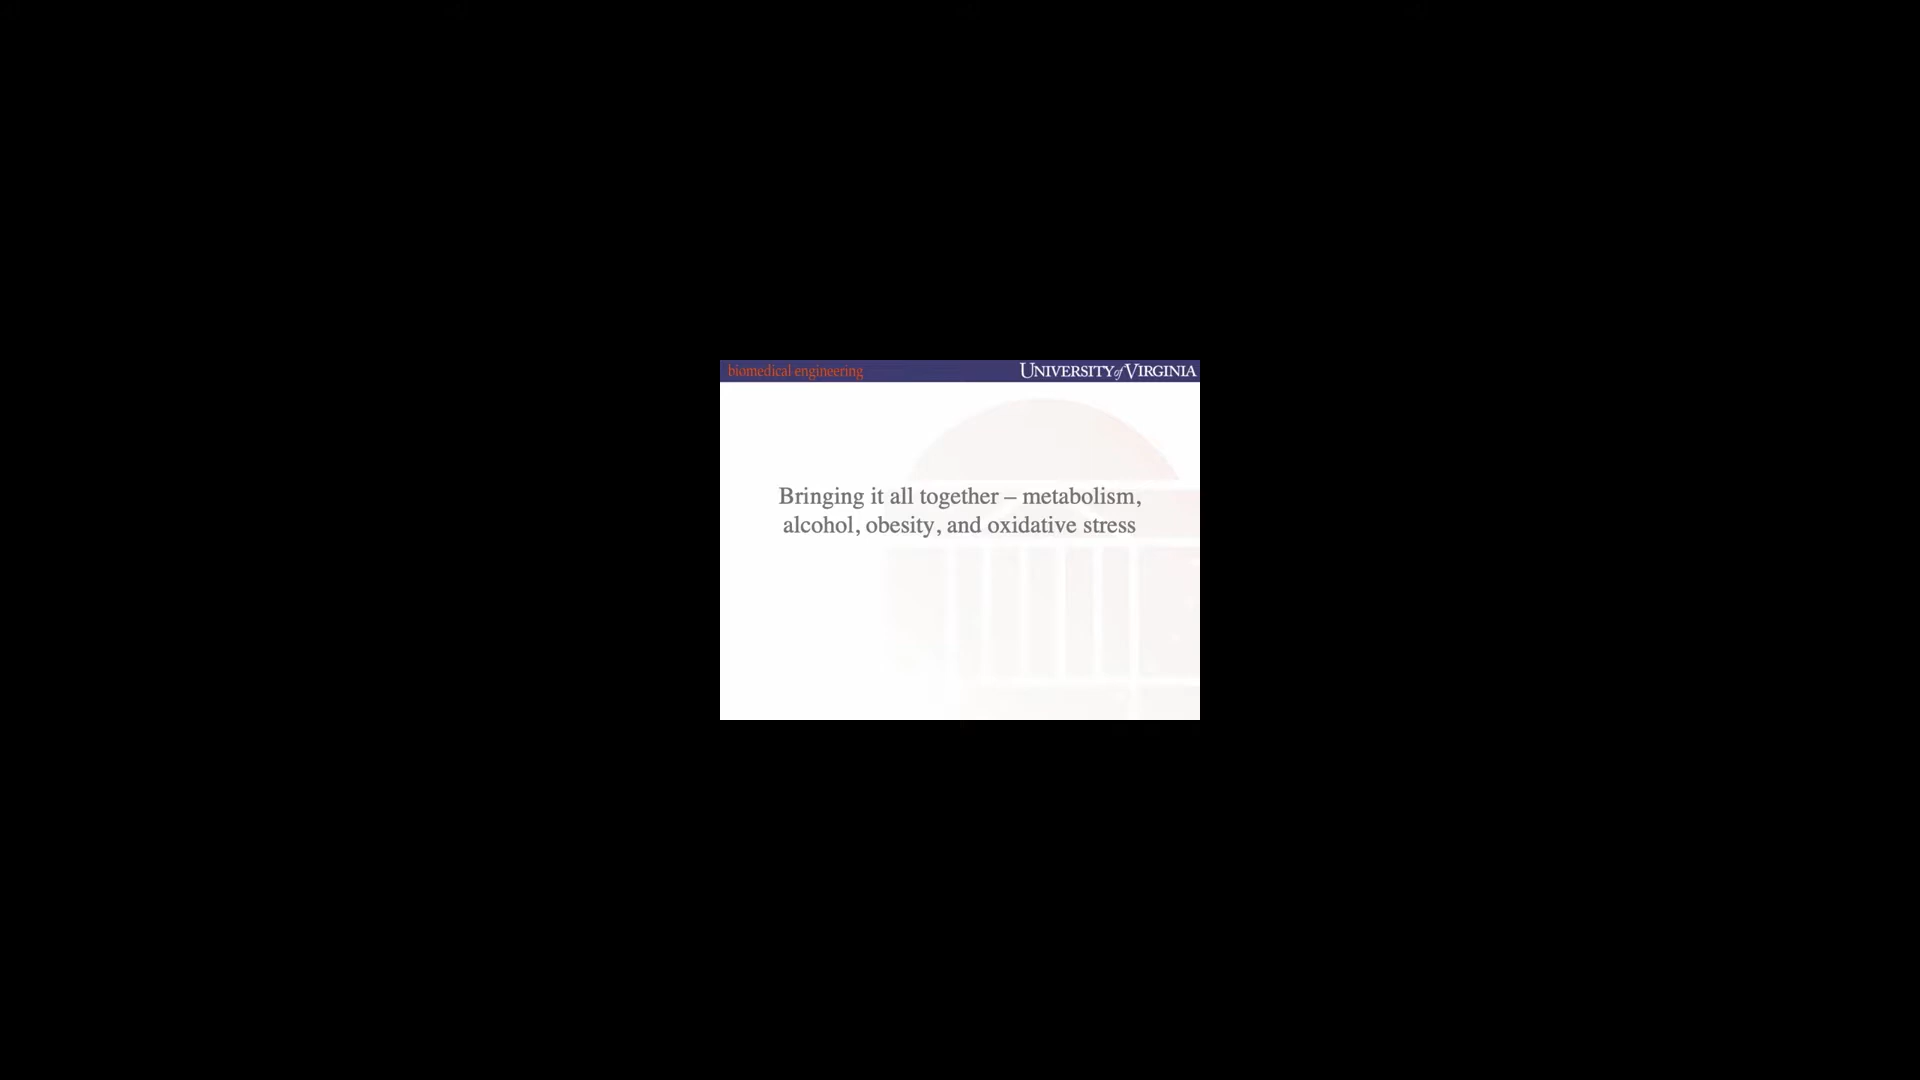 biomedical engineering
UNIVERSITY of VIRGINIA
Bringing it all together – metabolism,
alcohol, obesity, and oxidative stress